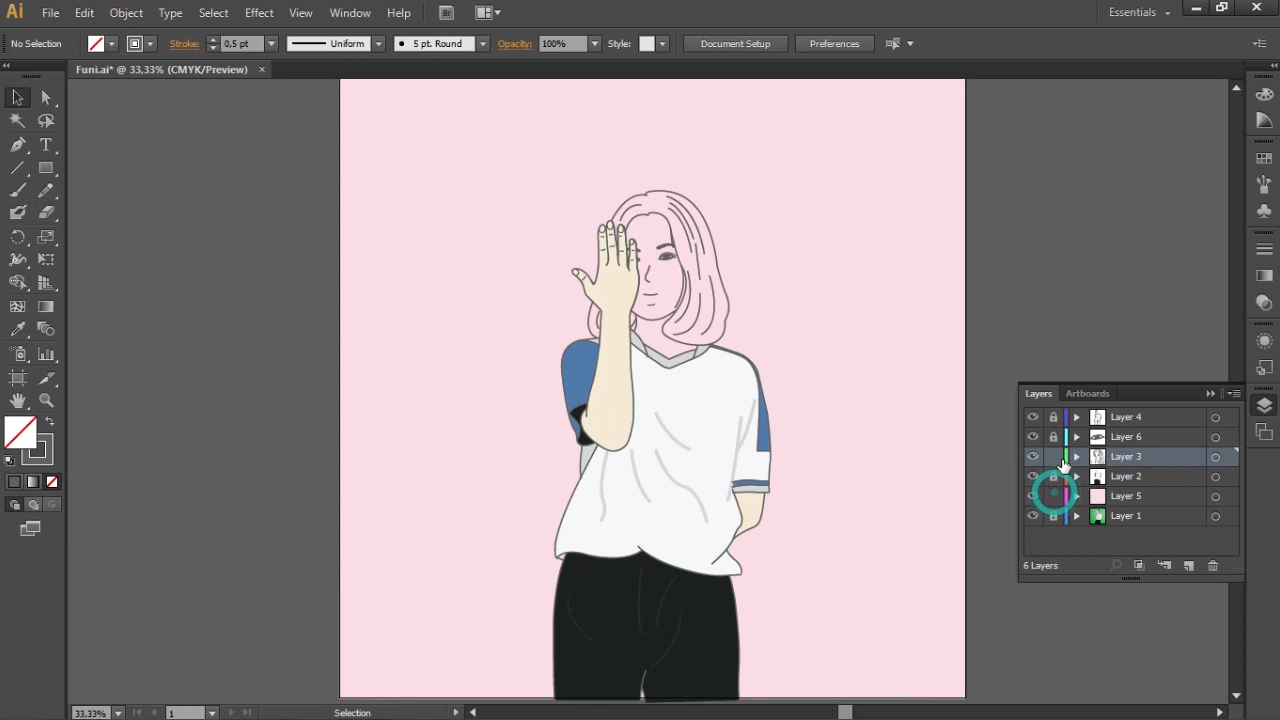 Ai File Edit Object Type Select Effect View Window Help Br Essentials
No Selection Stroke: 0,5 pt Uniform 5 pt. Round Opacity: 100% Style: Document Setup Preferences
Funi.ai* @ 33,33% (CMYK/Preview)
T
Layers Artboards
Layer 4
Layer 6
Layer 3
Layer 2
Layer 5
Layer 1
6 Layers
33,33% 1 Selection